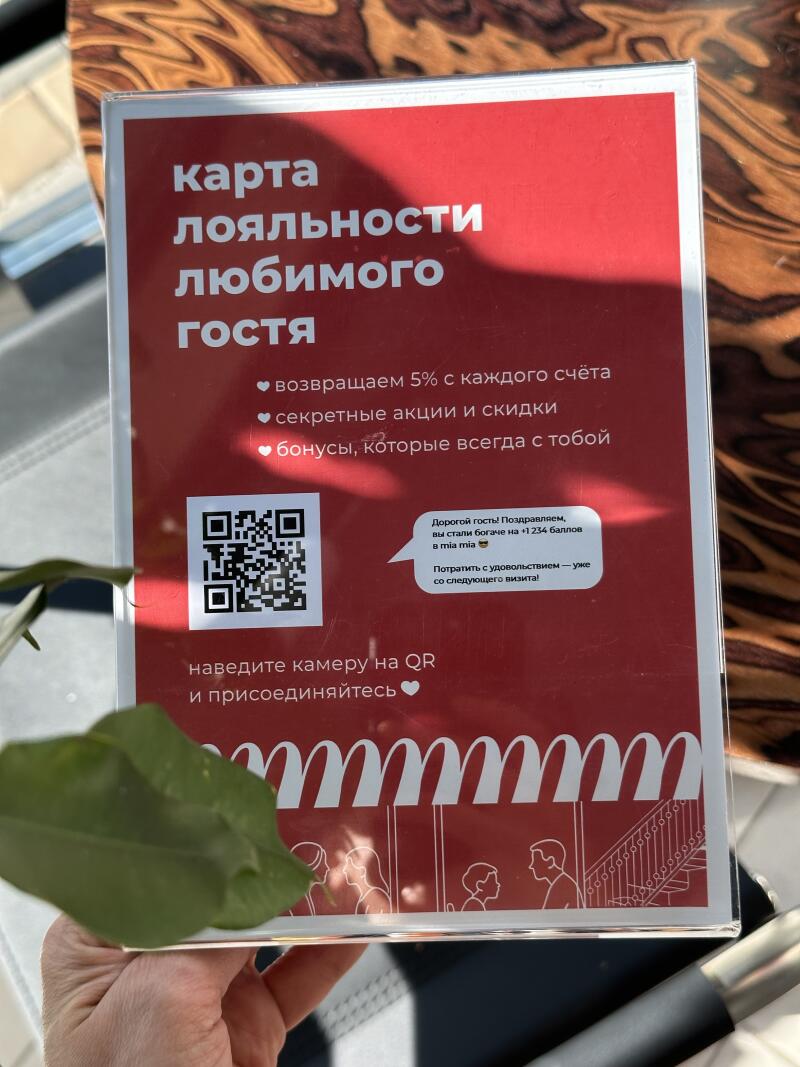 карта
лояльности
любимого
гостя
возвращаем 5% с каждого счёта
секретные акции и скидки
бонусы, которые всегда с тобой
Дорогой гость! Поздравляем,
вы стали богаче на +1 234 баллов
в mia mia 😎
Потратить с удовольствием — уже
со следующего визита!
наведите камеру на QR
и присоединяйтесь